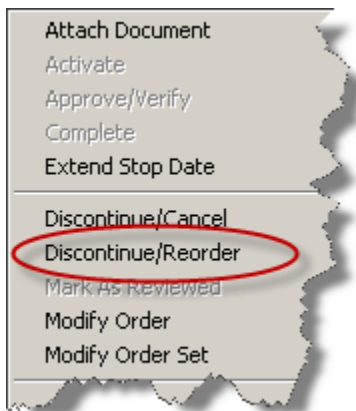 Attach Document
Activate
Approve/Verify
Complete
Extend Stop Date
Discontinue/Cancel
Discontinue/Reorder
Mark As Reviewed
Modify Order
Modify Order Set